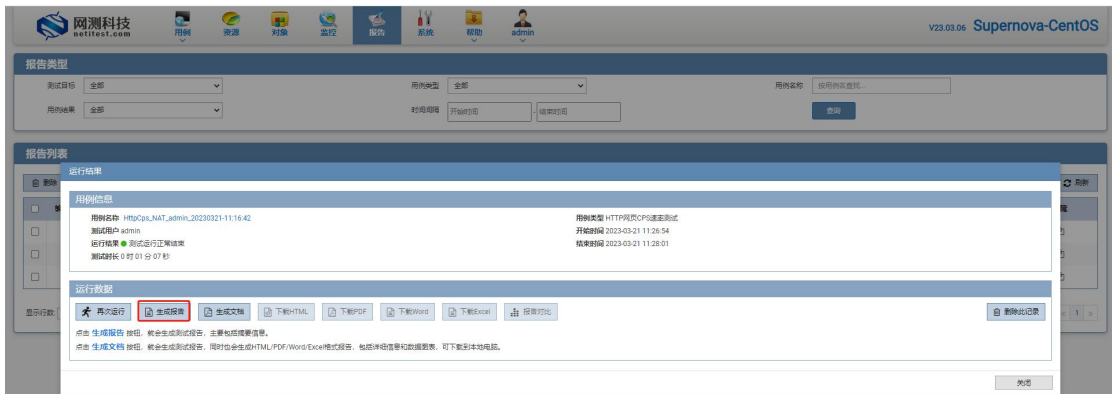 网测科技
netitest.com
用例
资源
对象
监控
报告
系统
帮助
admin
V23.03.06 Supernova-CentOS
报告类型
测试目标 全部
用例类型 全部
用例名称 按用例名查找...
用例结果 全部
时间间隔 开始时间 - 结束时间
查询
报告列表
删除
刷新
运行结果
用例信息
用例名称 HttpCps_NAT_admin_20230321-11:16:42
用例类型 HTTP网页CPS速率测试
测试用户 admin
开始时间 2023-03-21 11:26:54
运行结果 测试运行正常结束
结束时间 2023-03-21 11:28:01
测试时长 0 时 01 分 07 秒
运行数据
再次运行 生成报告 生成文档 下载HTML 下载PDF 下载Word 下载Excel 报告对比 删除此记录
点击 生成报告 按钮，就会生成测试报告，主要包括摘要信息。
点击 生成文档 按钮，就会生成测试报告，同时也会生成HTML/PDF/Word/Excel格式报告，包括详细信息和数据图表，可下载到本地电脑。
显示行数
< 1 >
关闭